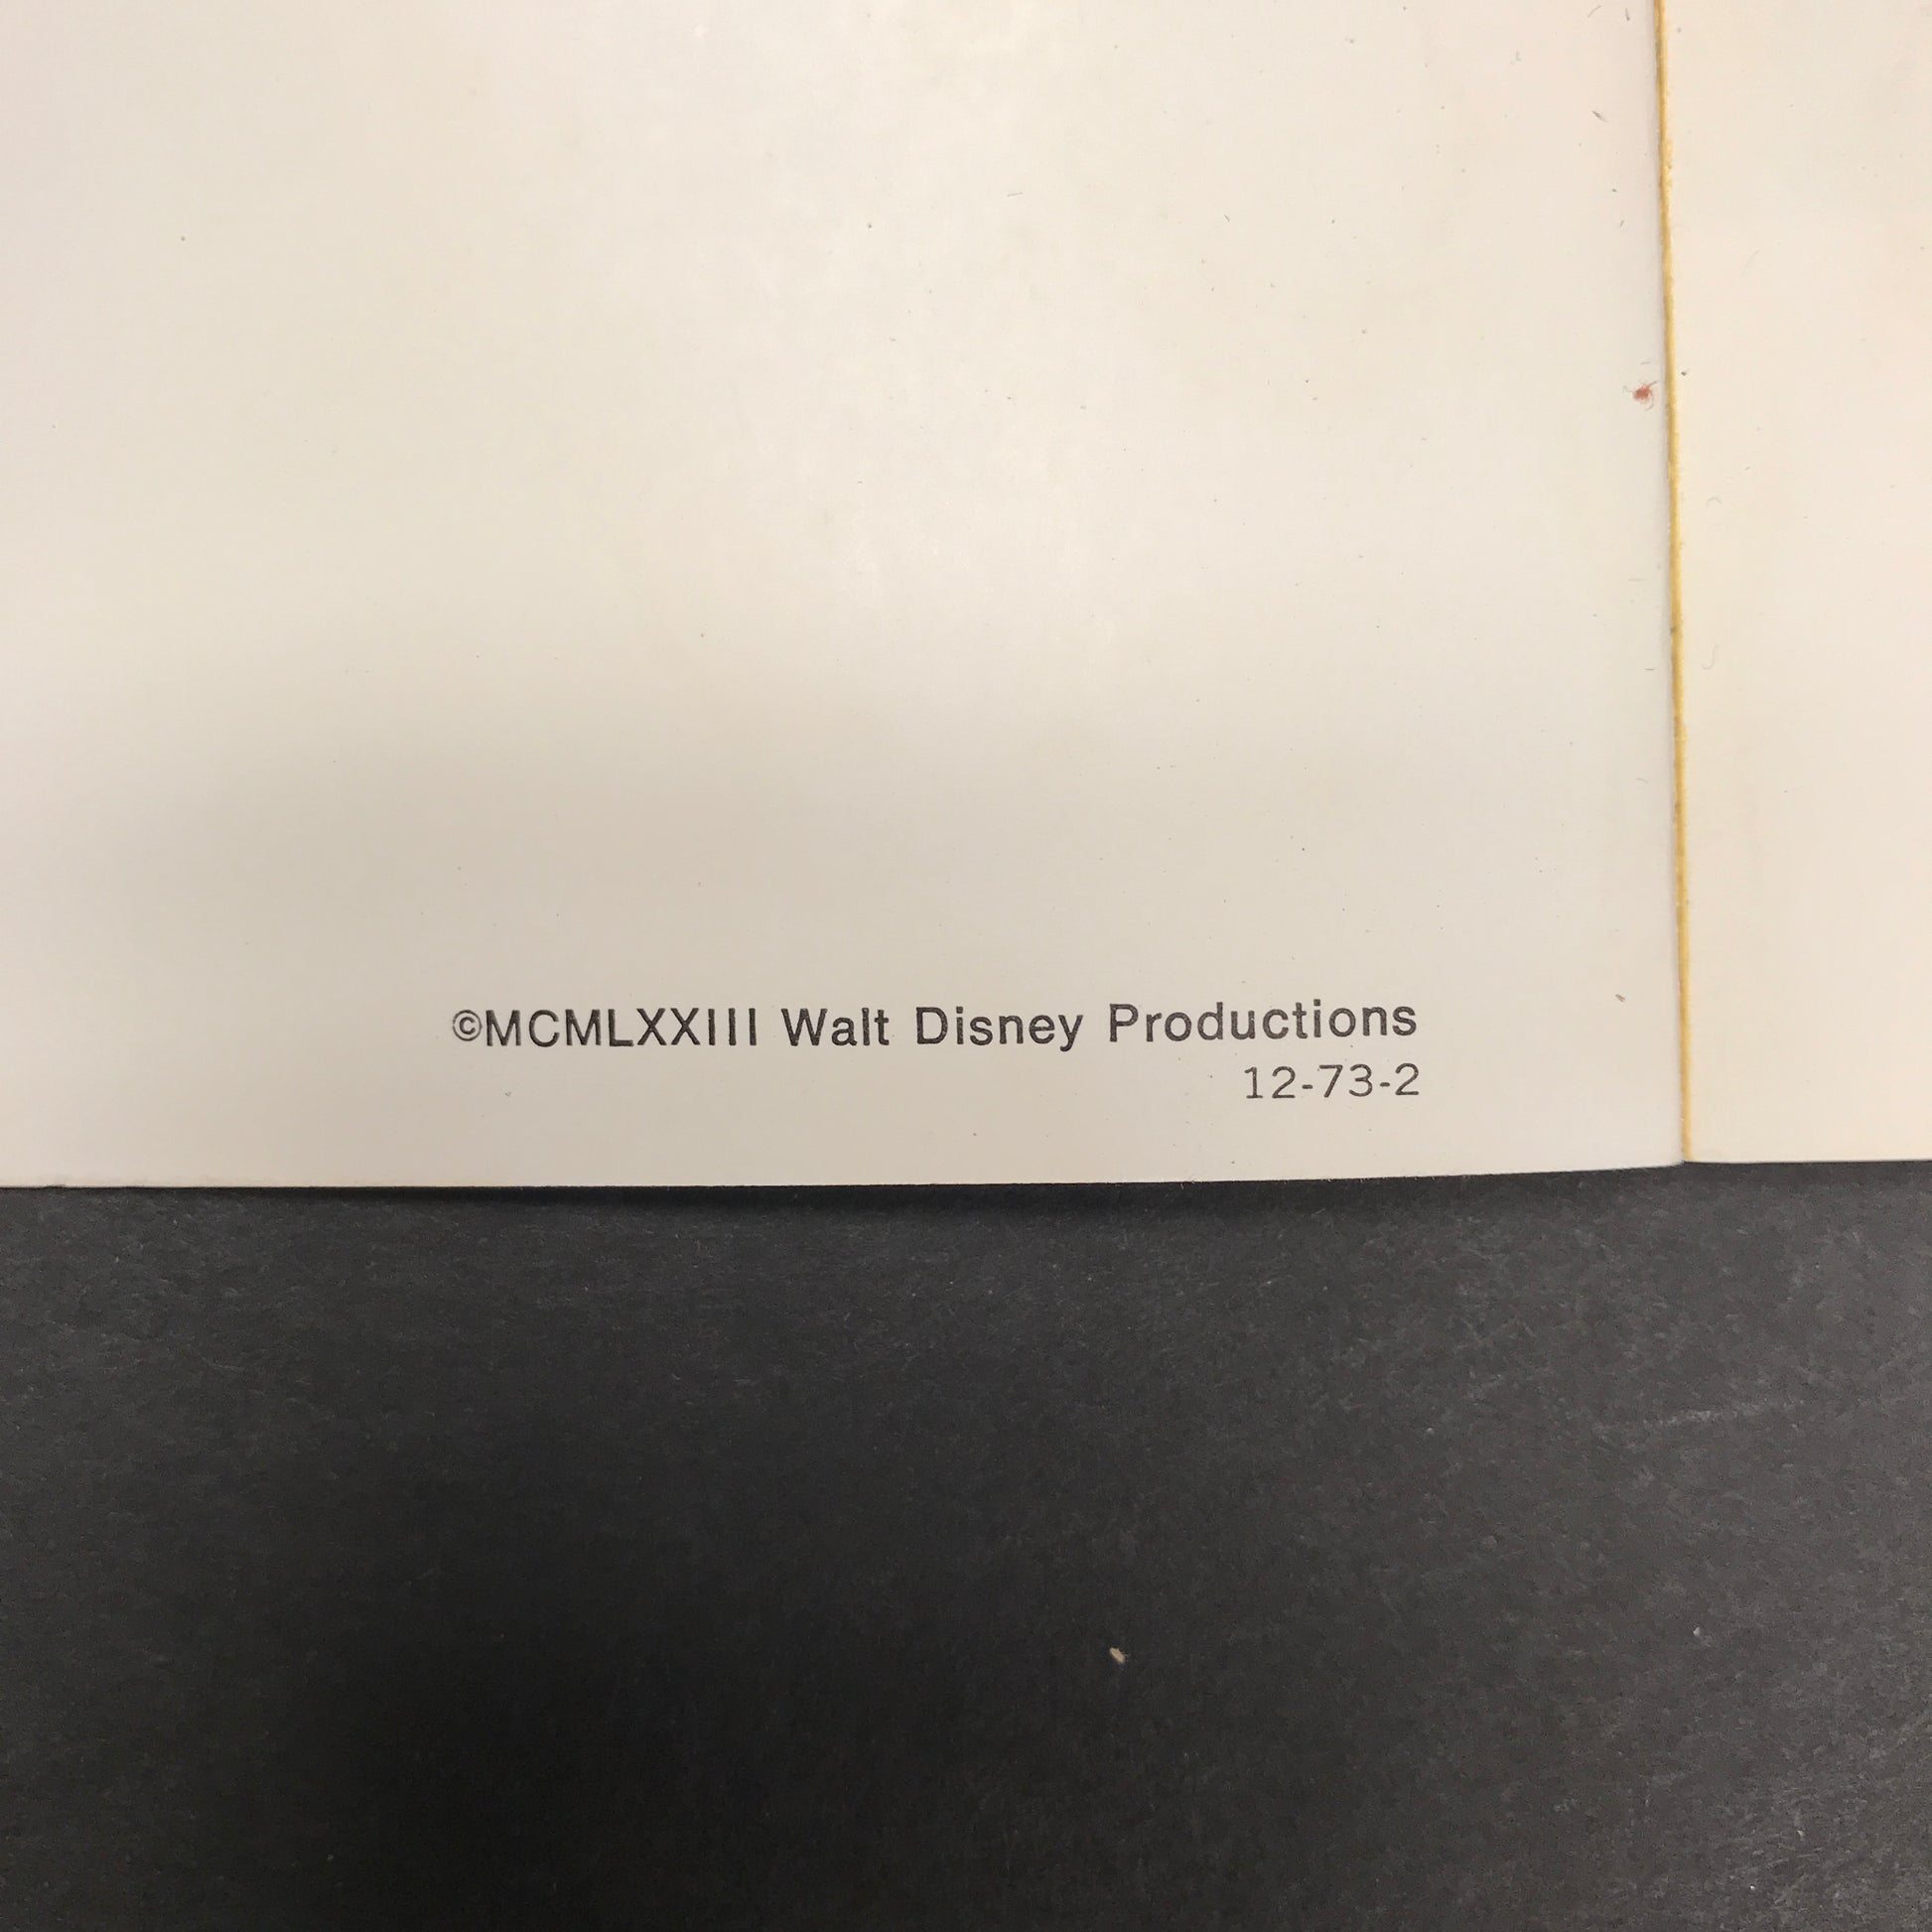 ©MCMLXXIII Walt Disney Productions
12-73-2